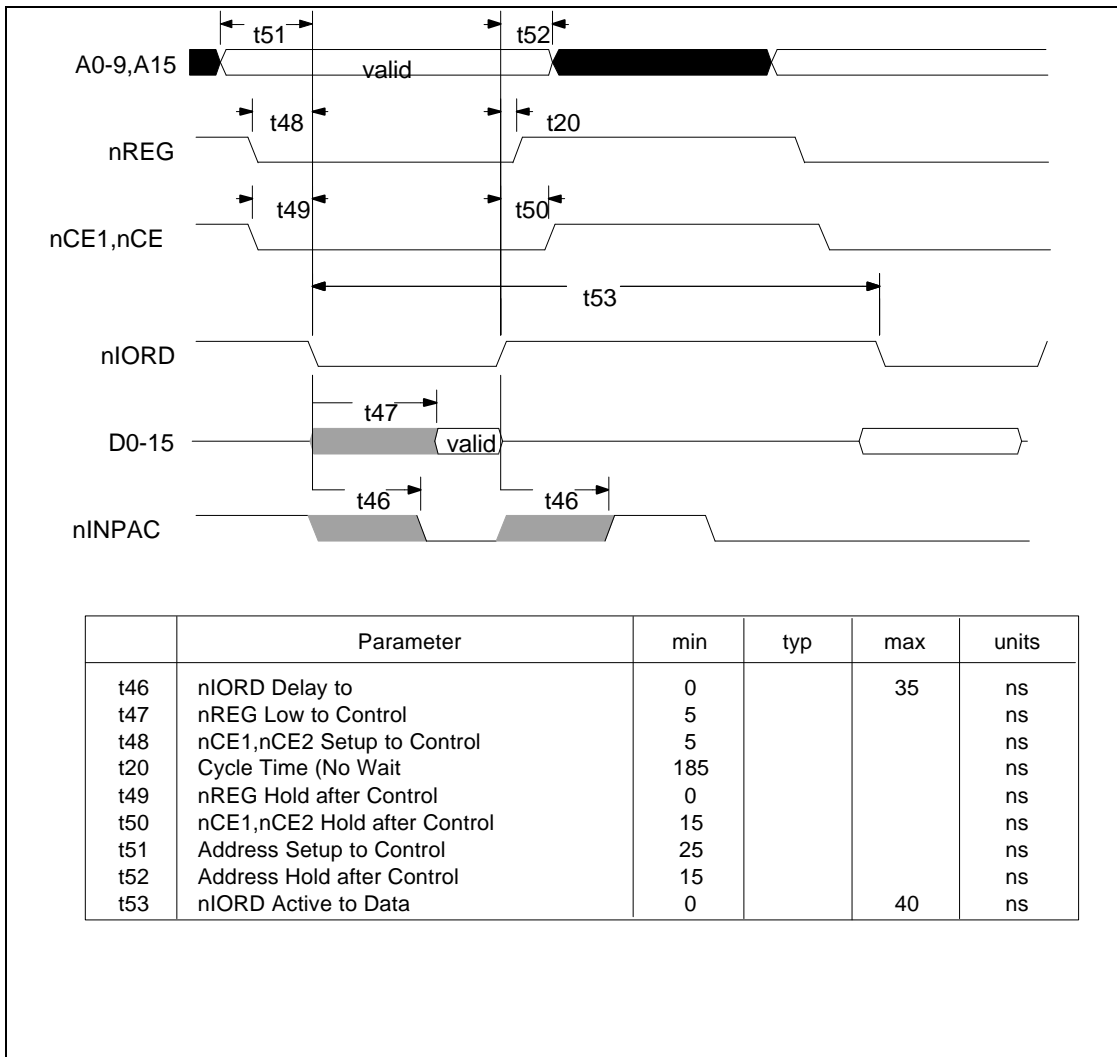 t51
t52
A0-9,A15
valid
t48
t20
nREG
t49
t50
nCE1,nCE
t53
nIORD
t47
D0-15
valid
t46
t46
nINPAC
Parameter min typ max units
t46 nIORD Delay to 0 35 ns
t47 nREG Low to Control 5 ns
t48 nCE1,nCE2 Setup to Control 5 ns
t20 Cycle Time (No Wait 185 ns
t49 nREG Hold after Control 0 ns
t50 nCE1,nCE2 Hold after Control 15 ns
t51 Address Setup to Control 25 ns
t52 Address Hold after Control 15 ns
t53 nIORD Active to Data 0 40 ns